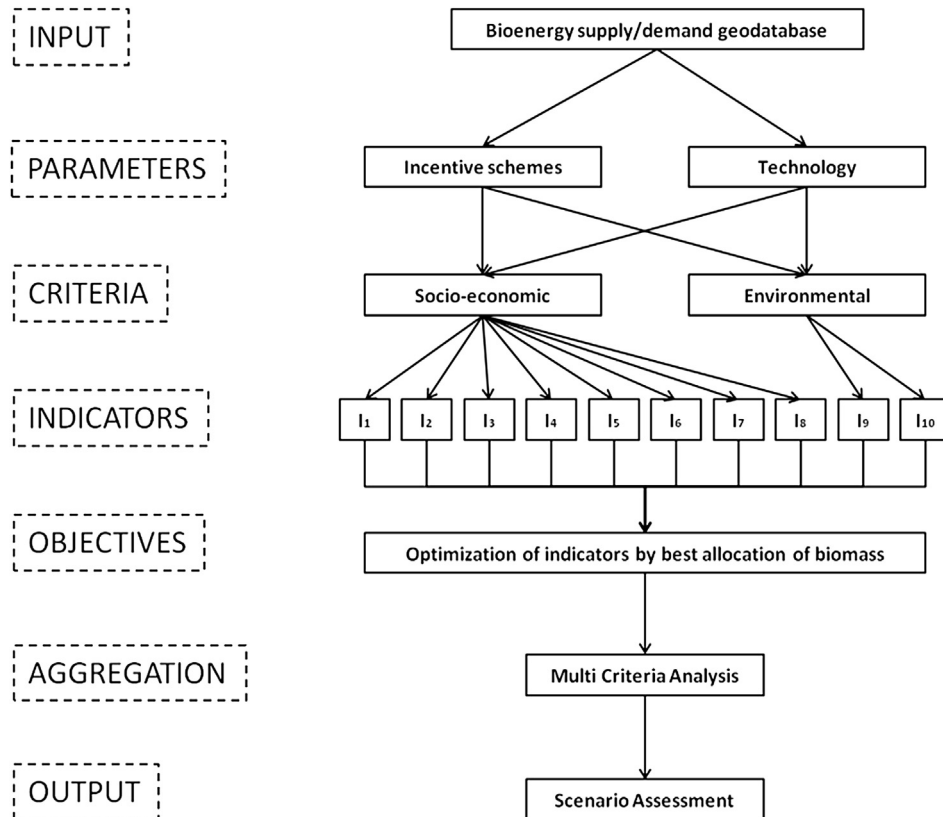 INPUT
Bioenergy supply/demand geodatabase
PARAMETERS
Incentive schemes
Technology
CRITERIA
Socio-economic
Environmental
INDICATORS
I1
I2
I3
I4
I5
I6
I7
I8
I9
I10
OBJECTIVES
Optimization of indicators by best allocation of biomass
AGGREGATION
Multi Criteria Analysis
OUTPUT
Scenario Assessment